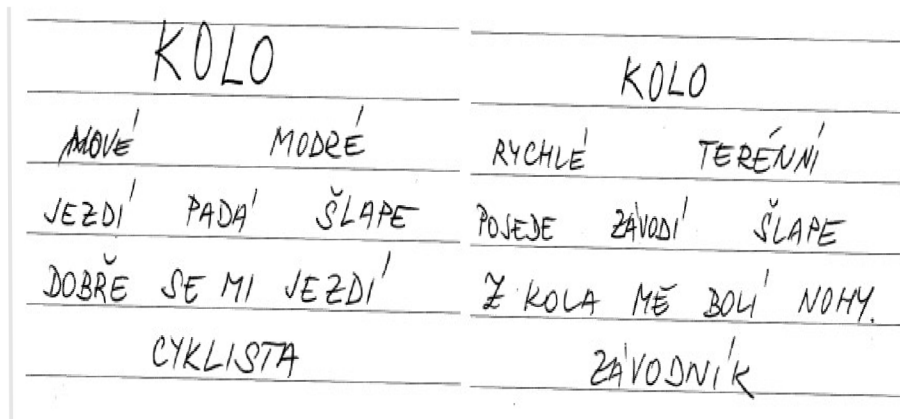 KOLO
NOVÉ MODRÉ
JEZDÍ PADÁ ŠLAPE
DOBŘE SE MI JEZDÍ
CYKLISTA
KOLO
RYCHLÉ TERÉNNÍ
POJEDE ZÁVODÍ ŠLAPE
Z KOLA MĚ BOLÍ NOHY.
ZÁVODNÍK